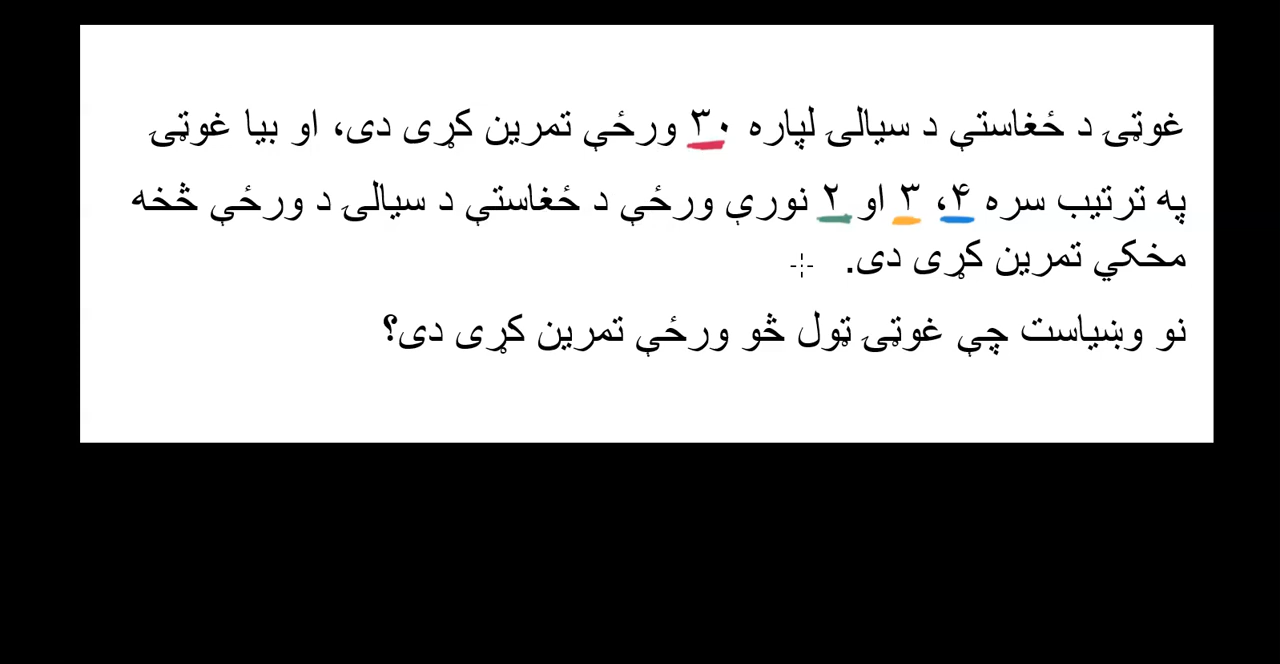 غوټۍ د ځغاستې د سیالۍ لپاره ۳۰ ورځې تمرین کړی دی، او بیا غوټۍ
په ترتیب سره ۴، ۳ او ۲ نورې ورځې د ځغاستې د سیالۍ د ورځې څخه
مخکي تمرین کړی دی.
نو وښیاست چې غوټۍ ټول څو ورځې تمرین کړی دی؟